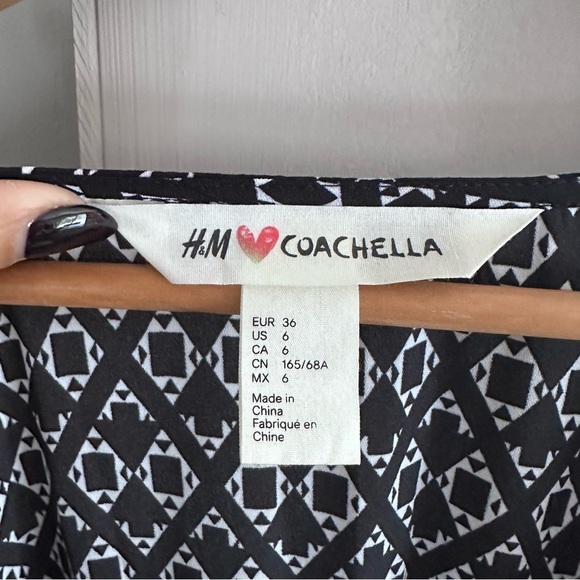 H&M ❤ COACHELLA
EUR 36
US 6
CA 6
CN 165/68A
MX 6
Made in
China
Fabriqué en
Chine